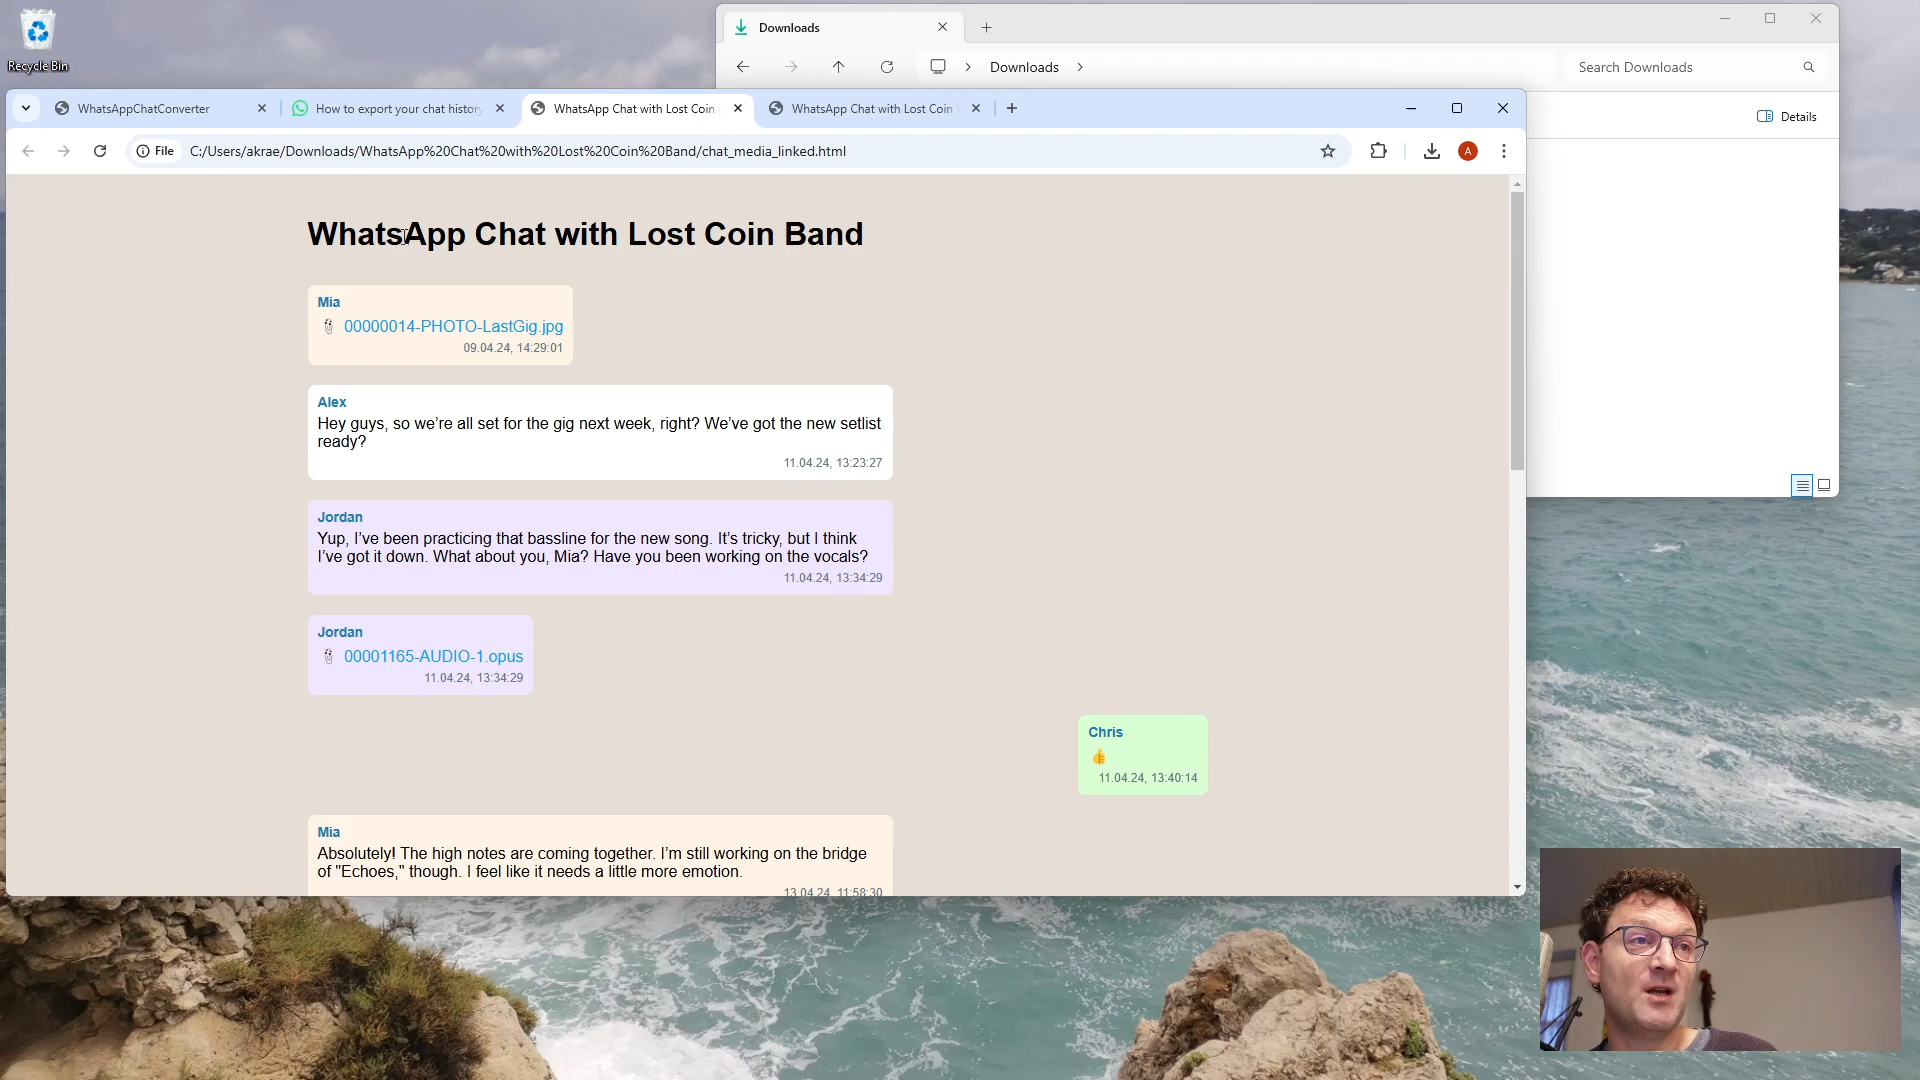 Recycle Bin
Downloads
Downloads
Search Downloads
Details
WhatsAppChatConverter
How to export your chat history
WhatsApp Chat with Lost Coin
WhatsApp Chat with Lost Coin
File
C:/Users/akrae/Downloads/WhatsApp%20Chat%20with%20Lost%20Coin%20Band/chat_media_linked.html
A
WhatsApp Chat with Lost Coin Band
Mia
00000014-PHOTO-LastGig.jpg
09.04.24, 14:29:01
Alex
Hey guys, so we’re all set for the gig next week, right? We’ve got the new setlist
ready?
11.04.24, 13:23:27
Jordan
Yup, I’ve been practicing that bassline for the new song. It’s tricky, but I think
I’ve got it down. What about you, Mia? Have you been working on the vocals?
11.04.24, 13:34:29
Jordan
00001165-AUDIO-1.opus
11.04.24, 13:34:29
Chris
👍
11.04.24, 13:40:14
Mia
Absolutely! The high notes are coming together. I’m still working on the bridge
of "Echoes," though. I feel like it needs a little more emotion.
13.04.24, 11:58:30